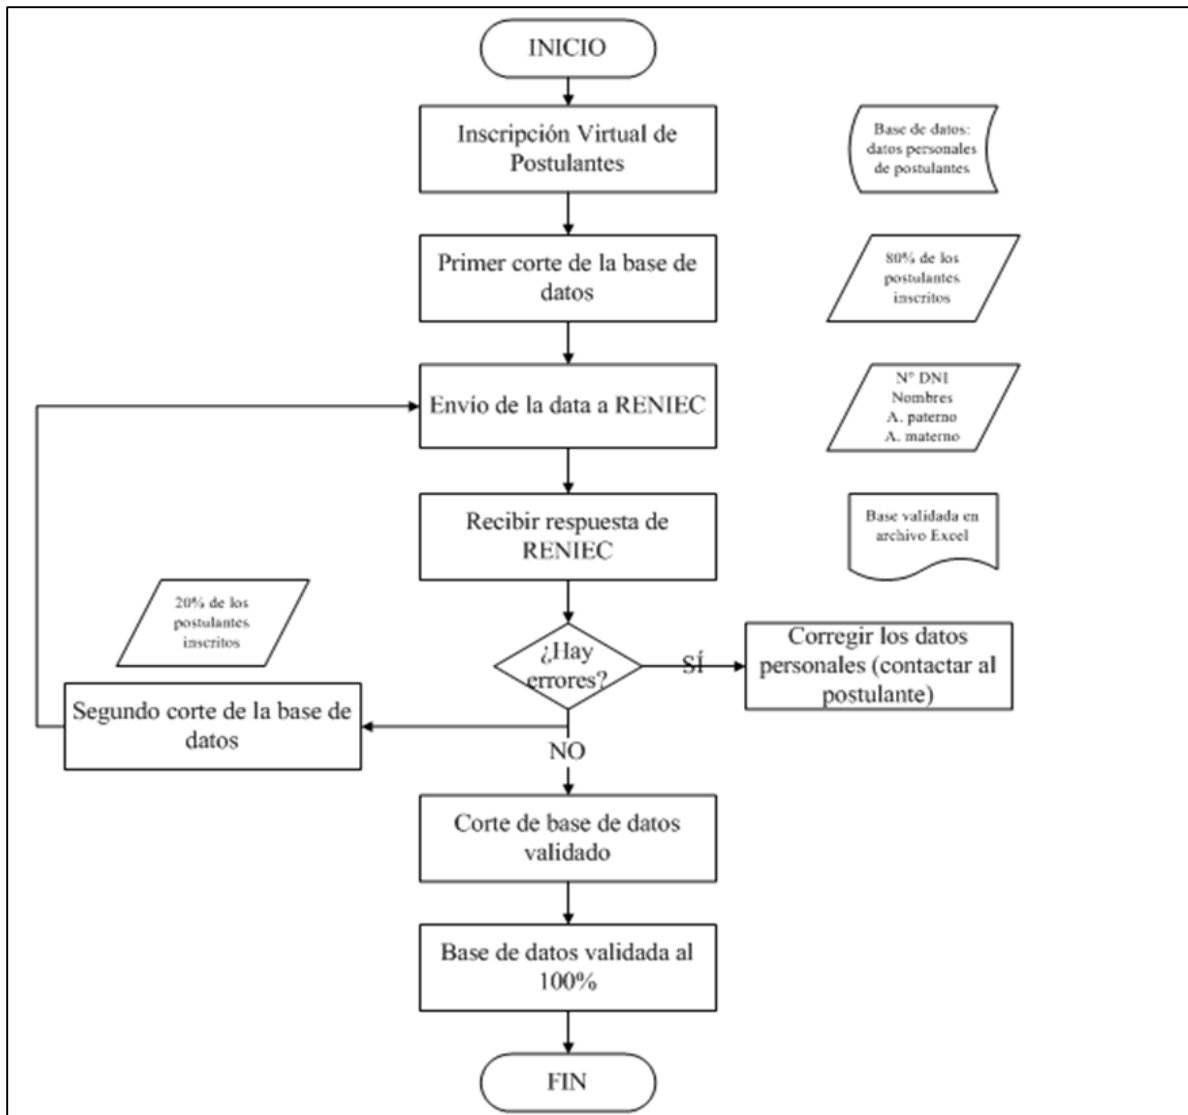 INICIO
Inscripción Virtual de
Postulantes
Base de datos:
datos personales
de postulantes
Primer corte de la base de
datos
80% de los
postulantes
inscritos
Envío de la data a RENIEC
N° DNI
Nombres
A. paterno
A. materno
Recibir respuesta de
RENIEC
Base validada en
archivo Excel
20% de los
postulantes
inscritos
¿Hay
errores?
SÍ
Corregir los datos
personales (contactar al
postulante)
Segundo corte de la base de
datos
NO
Corte de base de datos
validado
Base de datos validada al
100%
FIN